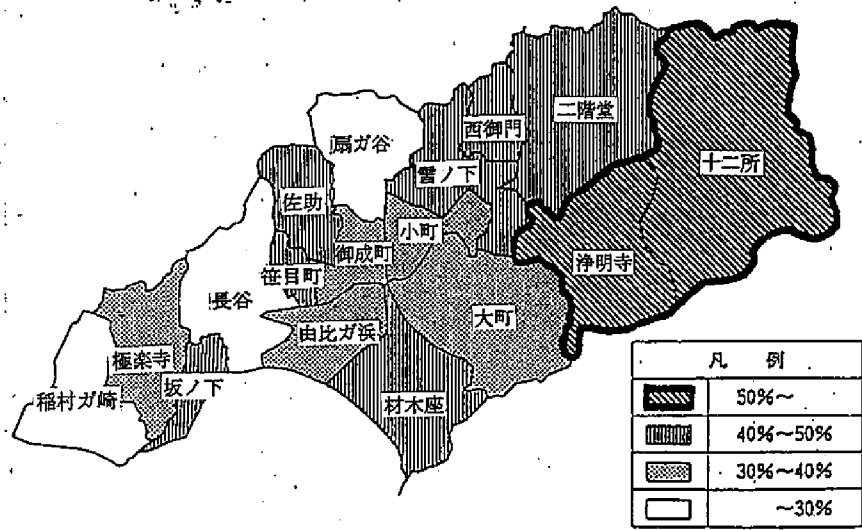 二階堂
西御門
扇ガ谷
雪ノ下
十二所
佐助
小町
御成町
浄明寺
笹目町
長谷
大町
由比ガ浜
極楽寺
坂ノ下
稲村ガ崎
材木座
凡 例
50%~
40%~50%
30%~40%
~30%